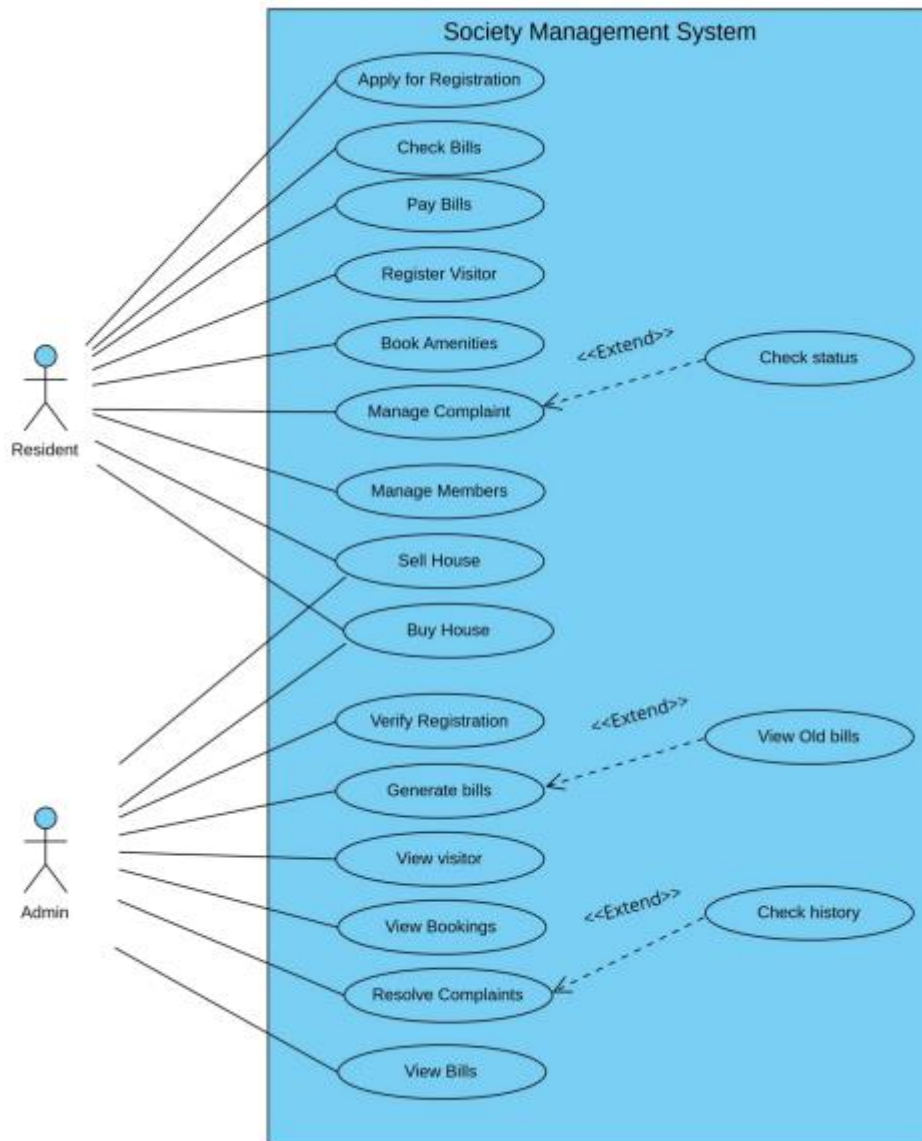 Society Management System
Apply for Registration
Check Bills
Pay Bills
Register Visitor
Book Amenities
<<Extend>>
Check status
Manage Complaint
Resident
Manage Members
Sell House
Buy House
Verify Registration
<<Extend>>
View Old bills
Generate bills
View visitor
Admin
View Bookings
<<Extend>>
Check history
Resolve Complaints
View Bills